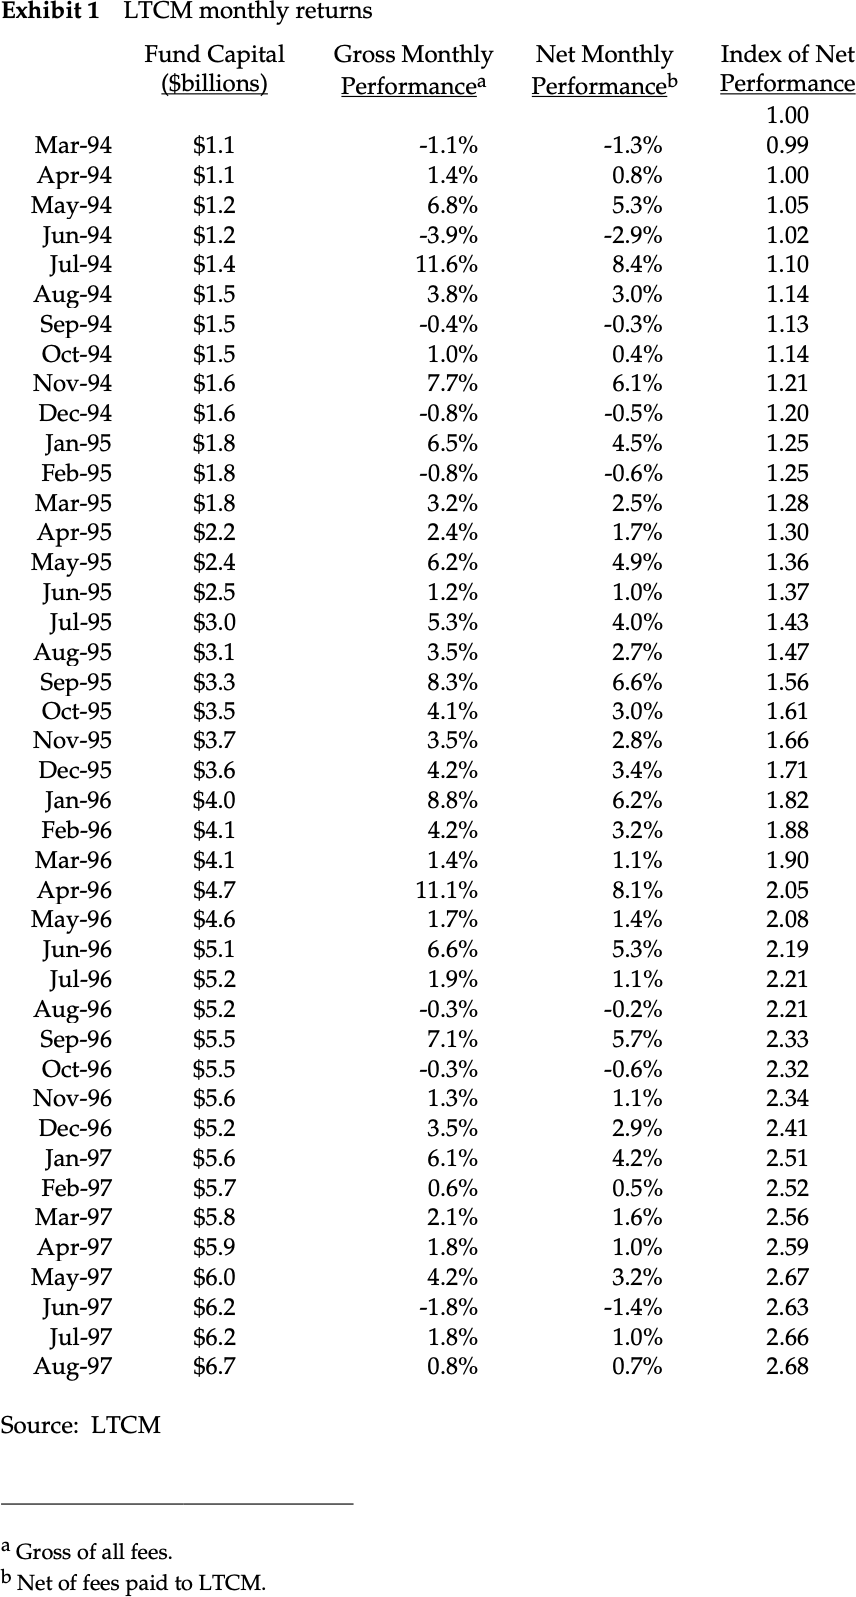 Exhibit 1 LTCM monthly returns
Fund Capital Gross Monthly Net Monthly Index of Net
($billions) Performancea Performanceb Performance
1.00
Mar-94 $1.1 -1.1% -1.3% 0.99
Apr-94 $1.1 1.4% 0.8% 1.00
May-94 $1.2 6.8% 5.3% 1.05
Jun-94 $1.2 -3.9% -2.9% 1.02
Jul-94 $1.4 11.6% 8.4% 1.10
Aug-94 $1.5 3.8% 3.0% 1.14
Sep-94 $1.5 -0.4% -0.3% 1.13
Oct-94 $1.5 1.0% 0.4% 1.14
Nov-94 $1.6 7.7% 6.1% 1.21
Dec-94 $1.6 -0.8% -0.5% 1.20
Jan-95 $1.8 6.5% 4.5% 1.25
Feb-95 $1.8 -0.8% -0.6% 1.25
Mar-95 $1.8 3.2% 2.5% 1.28
Apr-95 $2.2 2.4% 1.7% 1.30
May-95 $2.4 6.2% 4.9% 1.36
Jun-95 $2.5 1.2% 1.0% 1.37
Jul-95 $3.0 5.3% 4.0% 1.43
Aug-95 $3.1 3.5% 2.7% 1.47
Sep-95 $3.3 8.3% 6.6% 1.56
Oct-95 $3.5 4.1% 3.0% 1.61
Nov-95 $3.7 3.5% 2.8% 1.66
Dec-95 $3.6 4.2% 3.4% 1.71
Jan-96 $4.0 8.8% 6.2% 1.82
Feb-96 $4.1 4.2% 3.2% 1.88
Mar-96 $4.1 1.4% 1.1% 1.90
Apr-96 $4.7 11.1% 8.1% 2.05
May-96 $4.6 1.7% 1.4% 2.08
Jun-96 $5.1 6.6% 5.3% 2.19
Jul-96 $5.2 1.9% 1.1% 2.21
Aug-96 $5.2 -0.3% -0.2% 2.21
Sep-96 $5.5 7.1% 5.7% 2.33
Oct-96 $5.5 -0.3% -0.6% 2.32
Nov-96 $5.6 1.3% 1.1% 2.34
Dec-96 $5.2 3.5% 2.9% 2.41
Jan-97 $5.6 6.1% 4.2% 2.51
Feb-97 $5.7 0.6% 0.5% 2.52
Mar-97 $5.8 2.1% 1.6% 2.56
Apr-97 $5.9 1.8% 1.0% 2.59
May-97 $6.0 4.2% 3.2% 2.67
Jun-97 $6.2 -1.8% -1.4% 2.63
Jul-97 $6.2 1.8% 1.0% 2.66
Aug-97 $6.7 0.8% 0.7% 2.68
Source: LTCM
a Gross of all fees.
b Net of fees paid to LTCM.